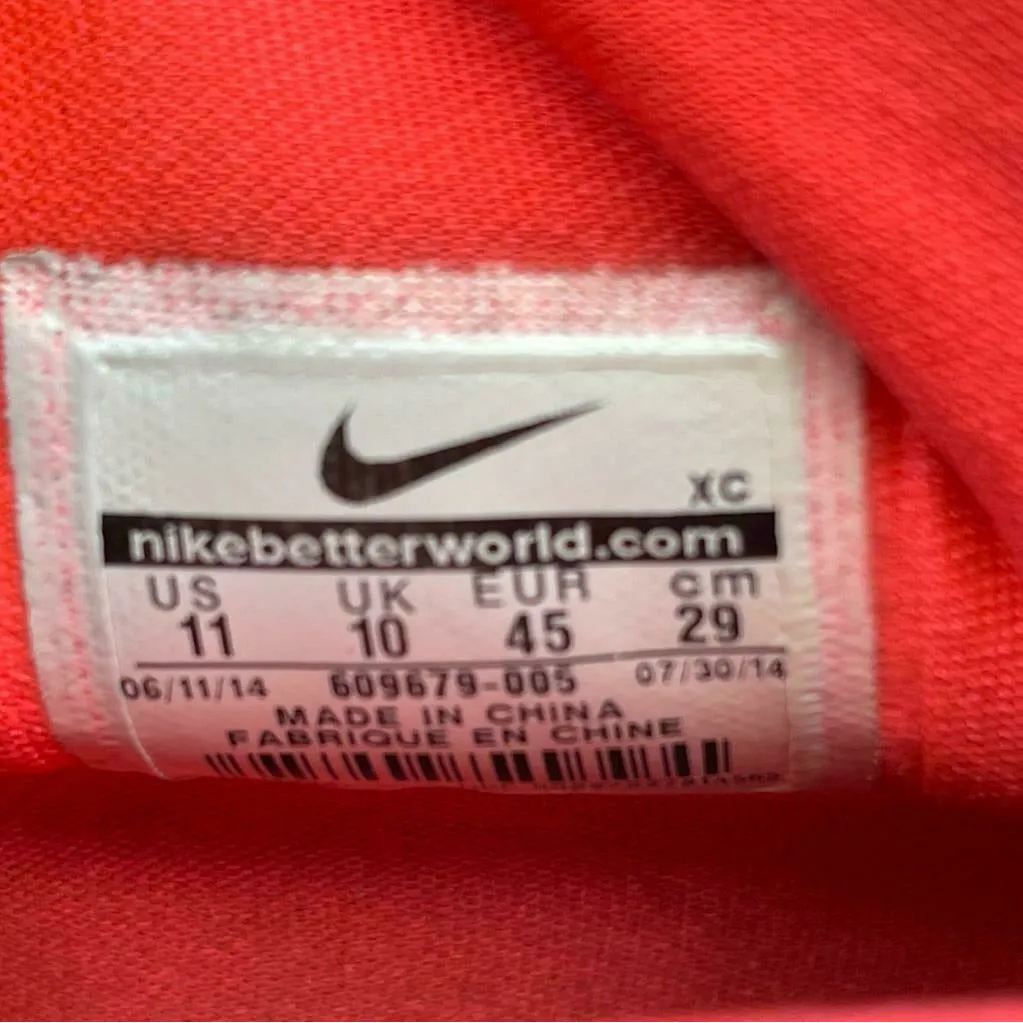 XC
nikebetterworld.com
US UK EUR cm
11 10 45 29
06/11/14 609679-005 07/30/14
MADE IN CHINA
FABRIQUE EN CHINE